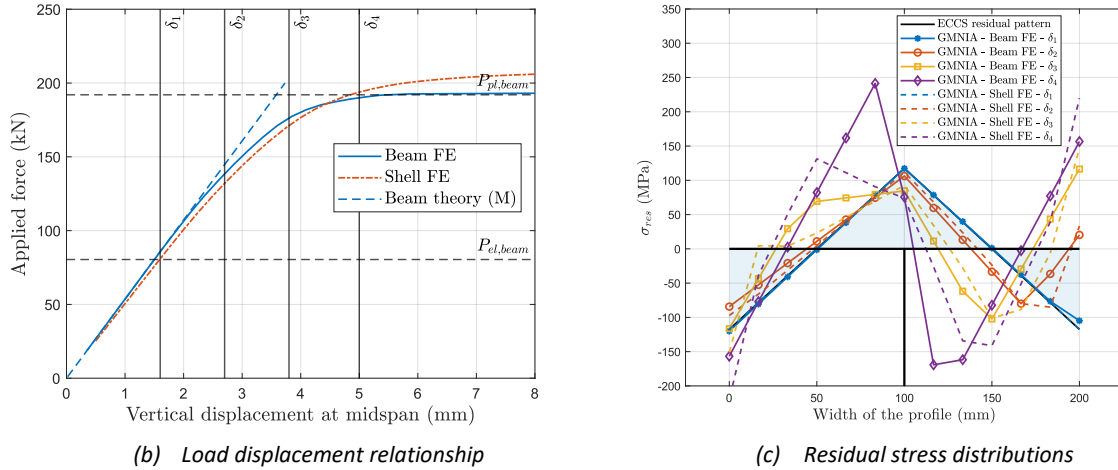 250
200
150
100
50
0
Applied force (kN)
δ1
δ2
δ3
δ4
Ppl,beam
Pel,beam
Beam FE
Shell FE
Beam theory (M)
0 1 2 3 4 5 6 7 8
Vertical displacement at midspan (mm)
(b) Load displacement relationship
350
300
250
200
150
100
50
0
-50
-100
-150
-200
σres (MPa)
ECCS residual pattern
GMNIA - Beam FE - δ1
GMNIA - Beam FE - δ2
GMNIA - Beam FE - δ3
GMNIA - Beam FE - δ4
GMNIA - Shell FE - δ1
GMNIA - Shell FE - δ2
GMNIA - Shell FE - δ3
GMNIA - Shell FE - δ4
0 50 100 150 200
Width of the profile (mm)
(c) Residual stress distributions